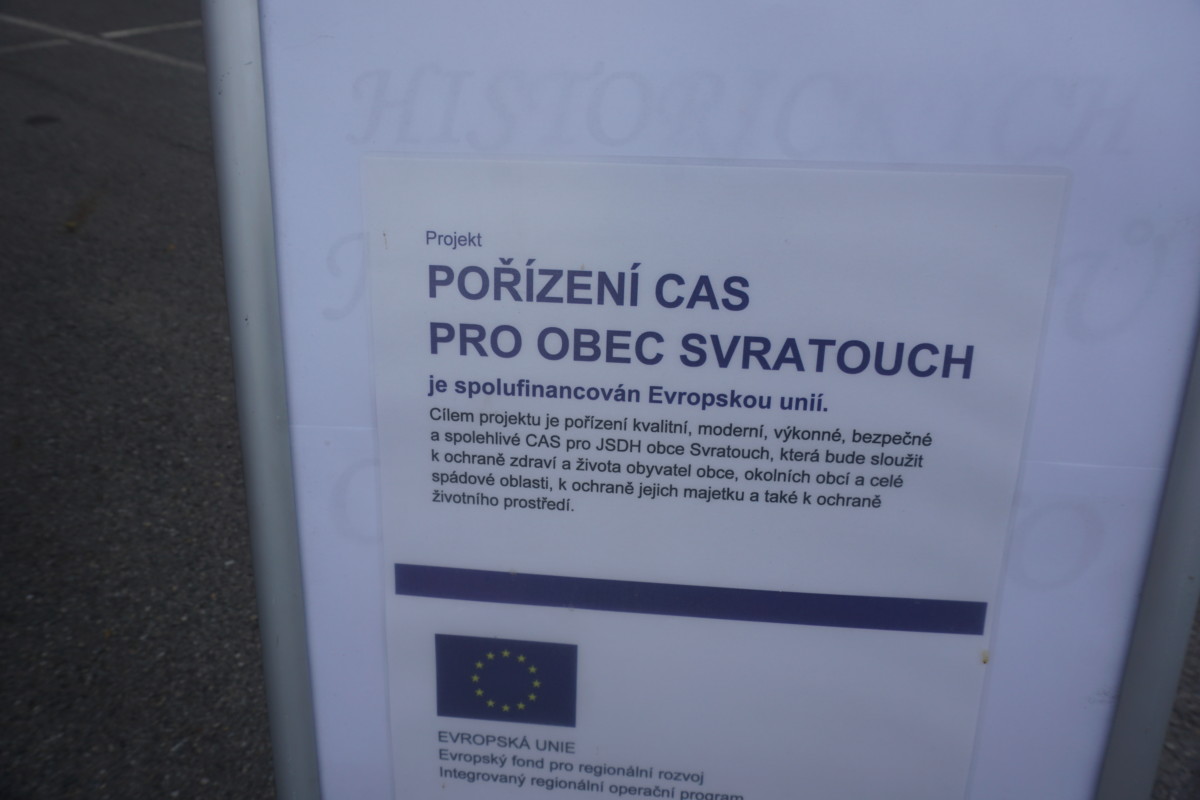 HISTORICKÝCH
Projekt
POŘÍZENÍ CAS
PRO OBEC SVRATOUCH
je spolufinancován Evropskou unií.
Cílem projektu je pořízení kvalitní, moderní, výkonné, bezpečné
a spolehlivé CAS pro JSDH obce Svratouch, která bude sloužit
k ochraně zdraví a života obyvatel obce, okolních obcí a celé
spádové oblasti, k ochraně jejich majetku a také k ochraně
životního prostředí.
EVROPSKÁ UNIE
Evropský fond pro regionální rozvoj
Integrovaný regionální operační program